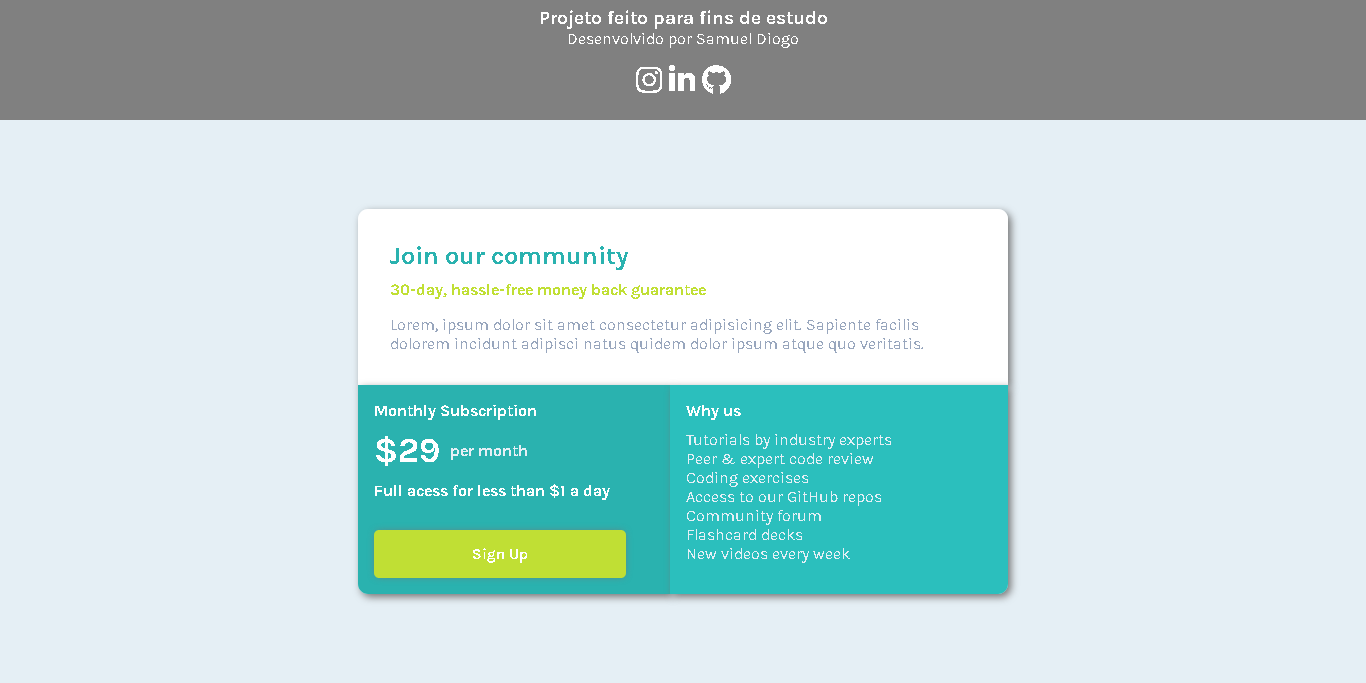 Projeto feito para fins de estudo
Desenvolvido por Samuel Diogo
Join our community
30-day, hassle-free money back guarantee
Lorem, ipsum dolor sit amet consectetur adipisicing elit. Sapiente facilis
dolorem incidunt adipisci natus quidem dolor ipsum atque quo veritatis.
Monthly Subscription
$29 per month
Full acess for less than $1 a day
Sign Up
Why us
Tutorials by industry experts
Peer & expert code review
Coding exercises
Access to our GitHub repos
Community forum
Flashcard decks
New videos every week